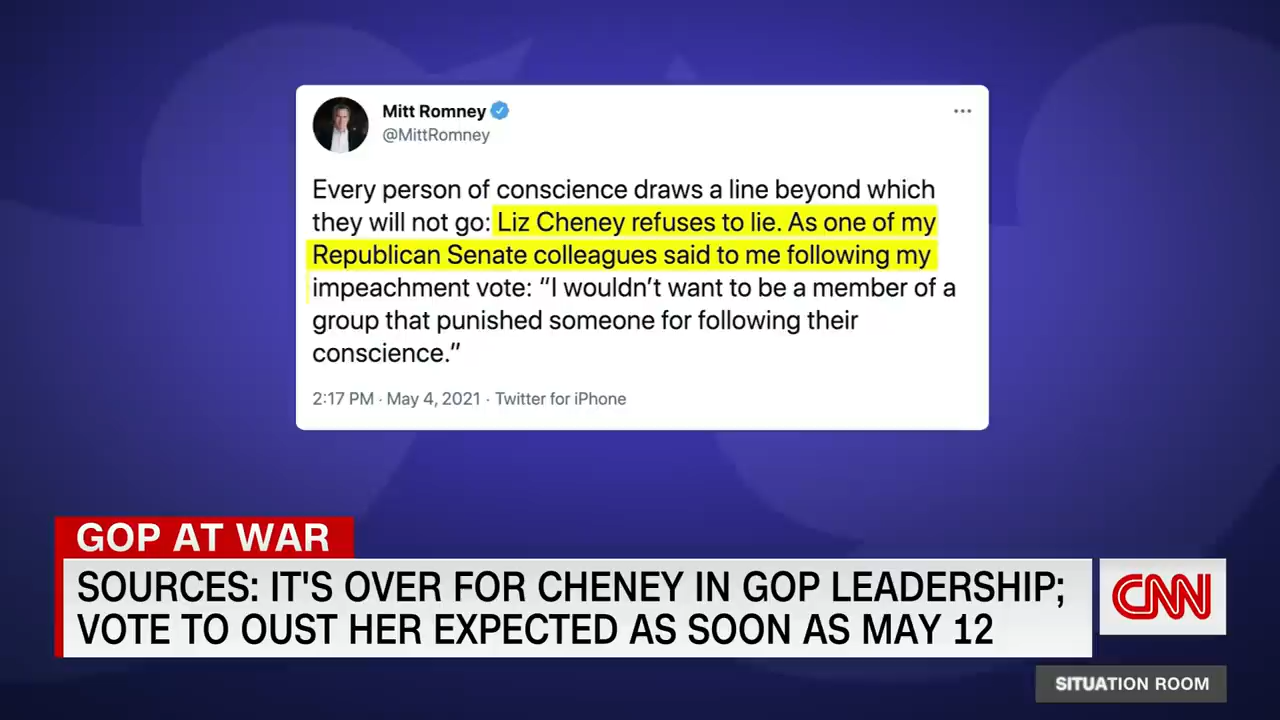 Mitt Romney
@MittRomney
Every person of conscience draws a line beyond which
they will not go: Liz Cheney refuses to lie. As one of my
Republican Senate colleagues said to me following my
impeachment vote: “I wouldn’t want to be a member of a
group that punished someone for following their
conscience.”
2:17 PM · May 4, 2021 · Twitter for iPhone
GOP AT WAR
SOURCES: IT'S OVER FOR CHENEY IN GOP LEADERSHIP;
VOTE TO OUST HER EXPECTED AS SOON AS MAY 12
CNN
SITUATION ROOM